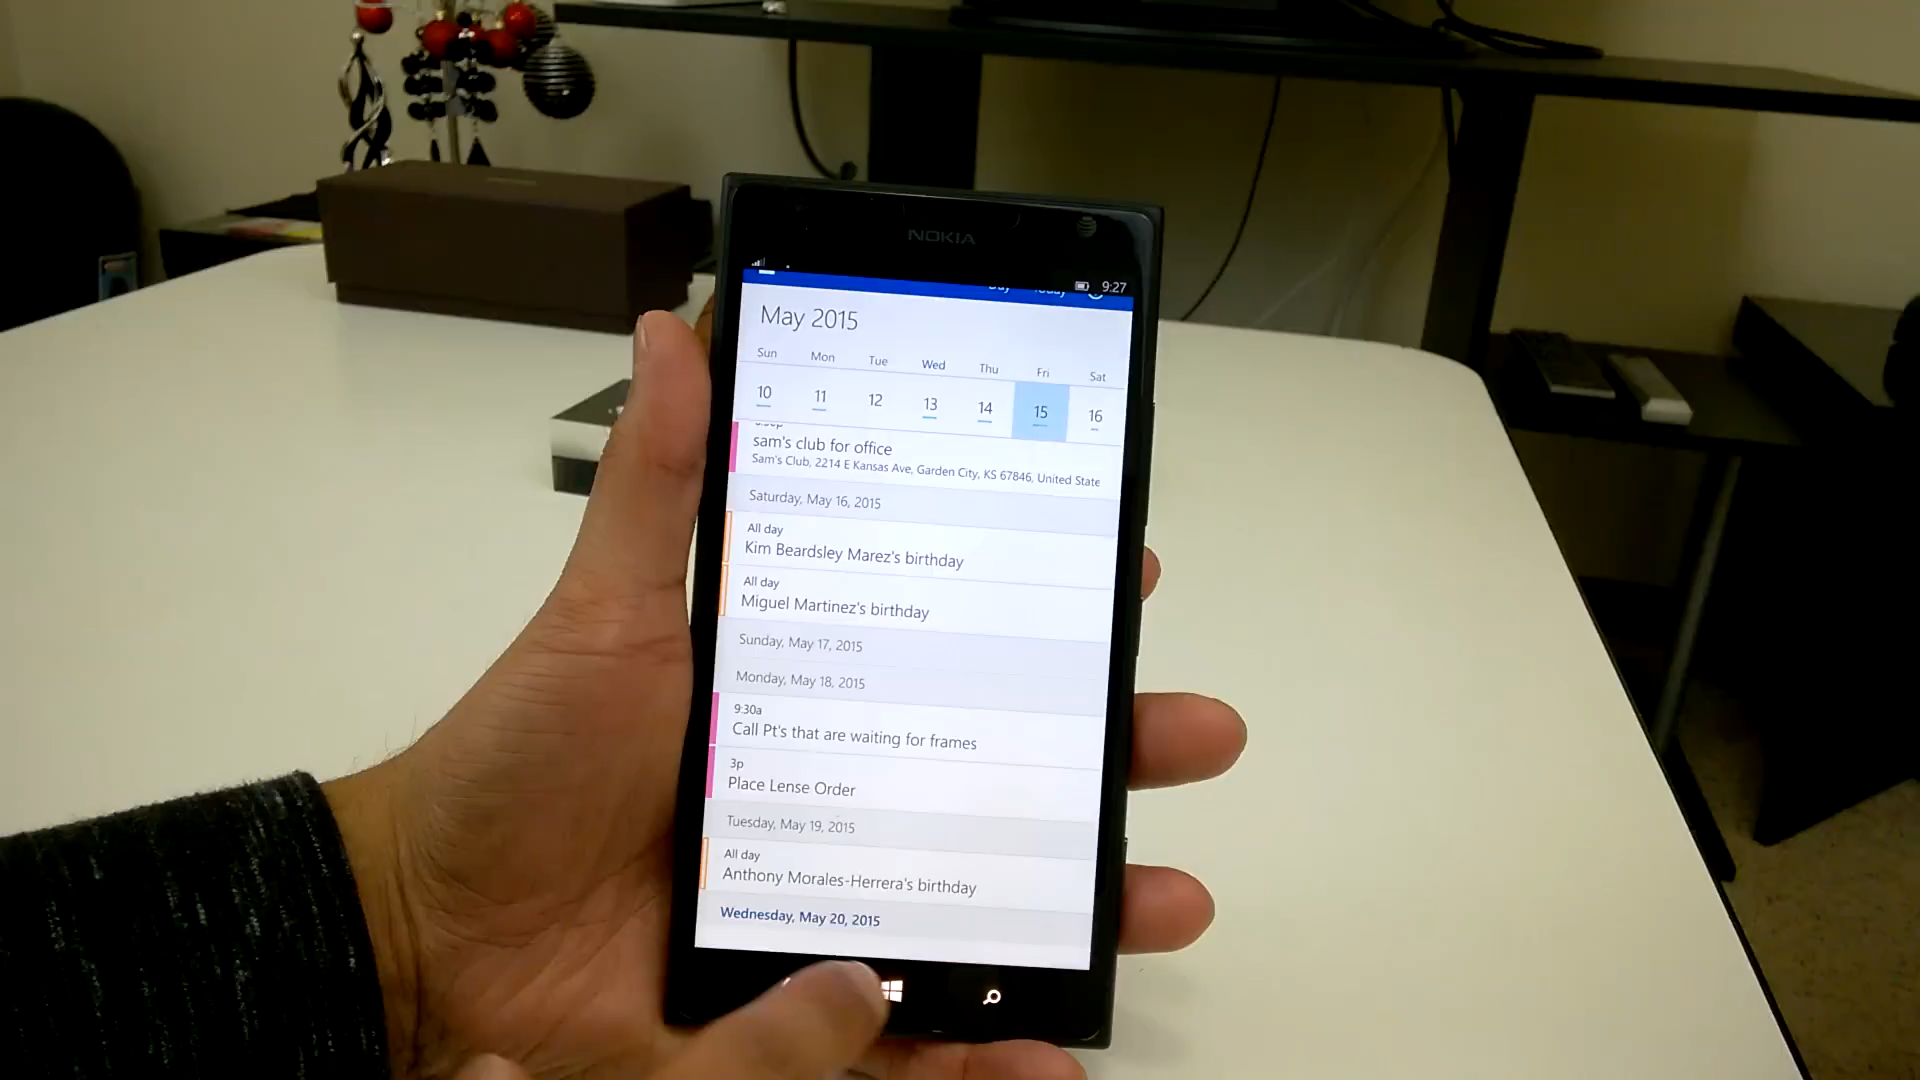 NOKIA
9:27
May 2015
Sun Mon Tue Wed Thu Fri Sat
10 11 12 13 14 15 16
sam's club for office
Sam's Club, 2214 E Kansas Ave, Garden City, KS 67846, United State
Saturday, May 16, 2015
All day
Kim Beardsley Marez's birthday
All day
Miguel Martinez's birthday
Sunday, May 17, 2015
Monday, May 18, 2015
9:30a
Call Pt's that are waiting for frames
3p
Place Lense Order
Tuesday, May 19, 2015
All day
Anthony Morales-Herrera's birthday
Wednesday, May 20, 2015